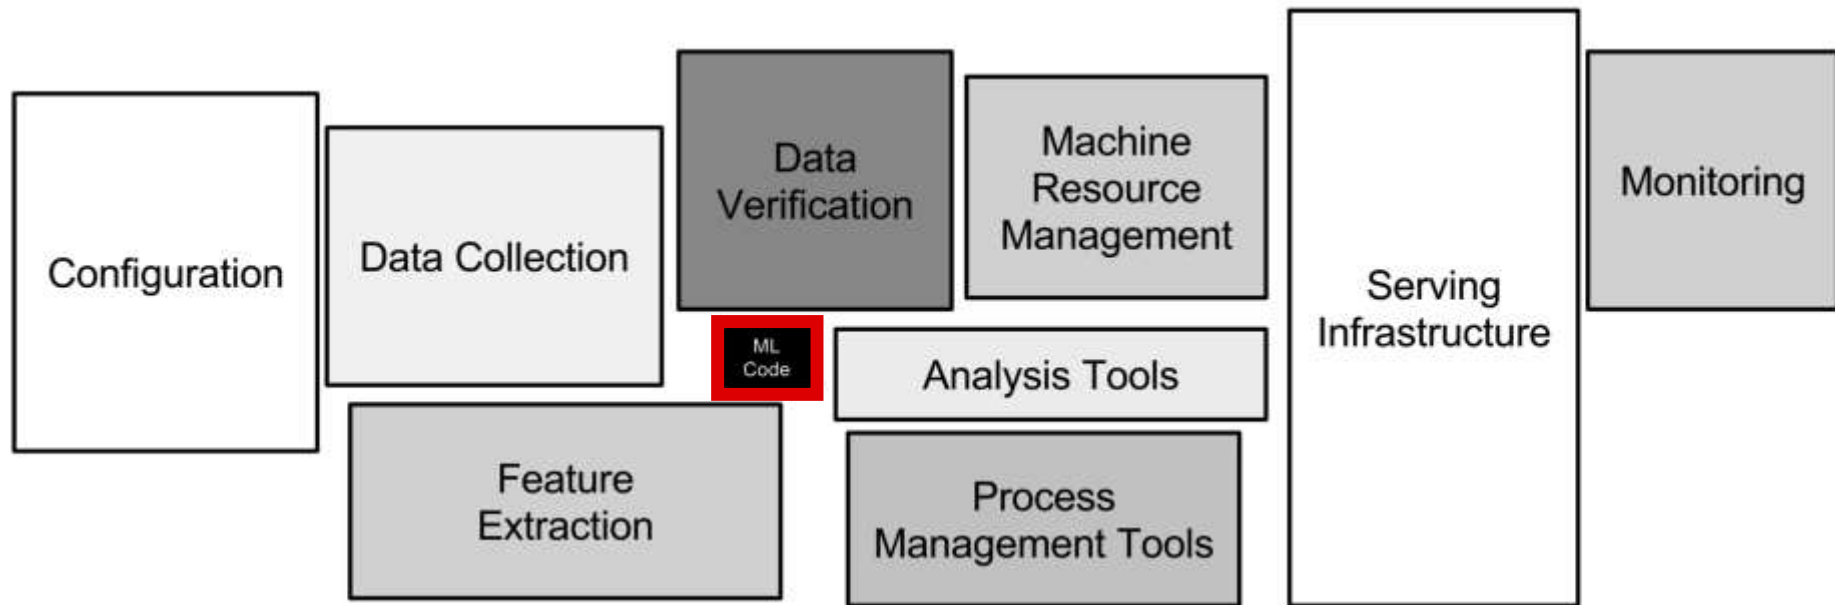 Configuration
Data Collection
Data
Verification
Machine
Resource
Management
Serving
Infrastructure
Monitoring
ML
Code
Analysis Tools
Feature
Extraction
Process
Management Tools